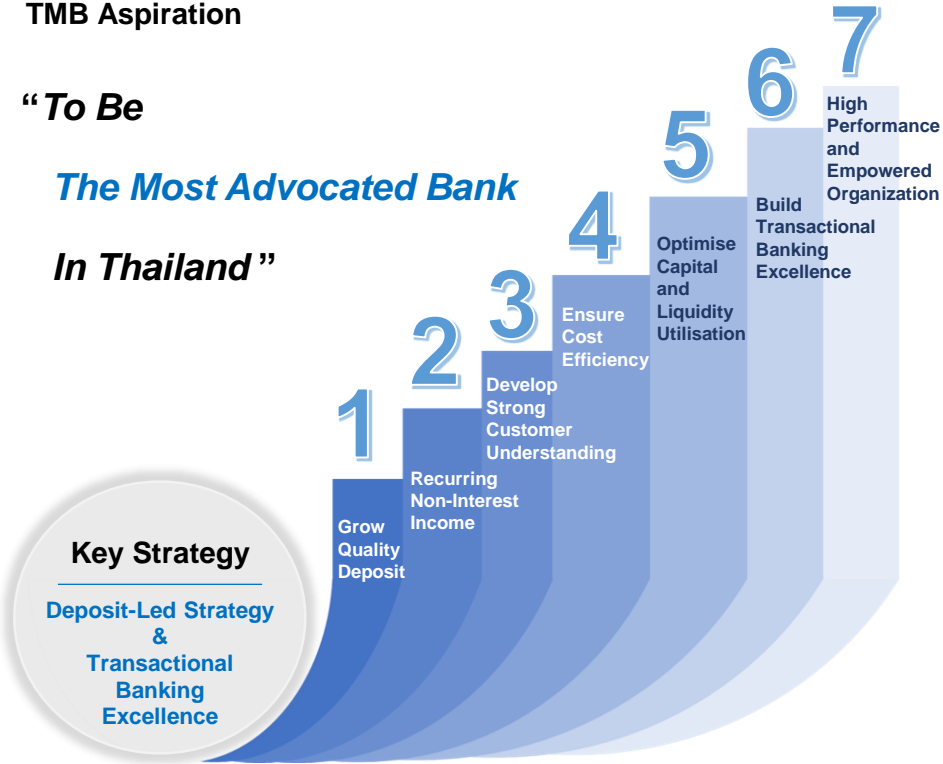 TMB Aspiration
“To Be
The Most Advocated Bank
In Thailand”
Key Strategy
Deposit-Led Strategy
&
Transactional
Banking
Excellence
1
Grow
Quality
Deposit
2
Recurring
Non-Interest
Income
3
Develop
Strong
Customer
Understanding
4
Ensure
Cost
Efficiency
5
Optimise
Capital
and
Liquidity
Utilisation
6
Build
Transactional
Banking
Excellence
7
High
Performance
and
Empowered
Organization